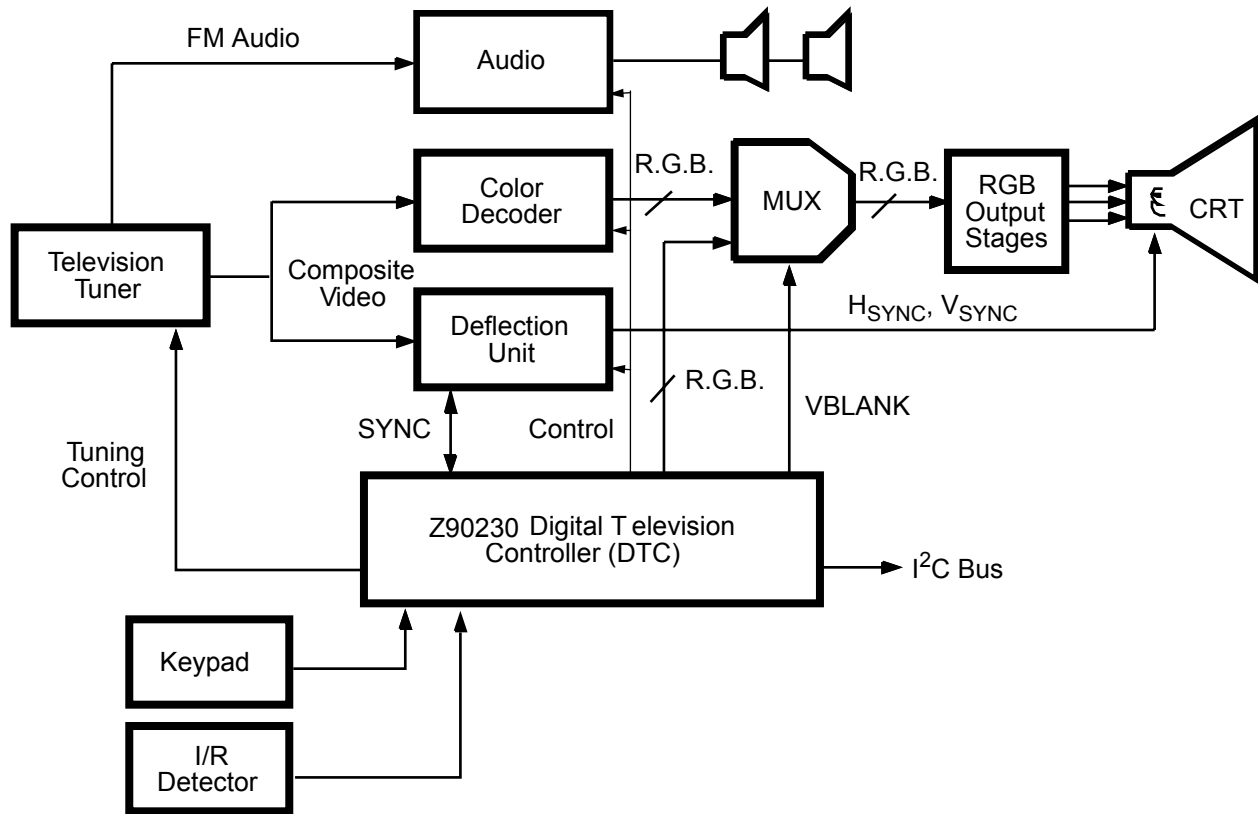 FM Audio
Audio
R.G.B.
Color
Decoder
MUX
R.G.B.
RGB
Output
Stages
CRT
Television
Tuner
Composite
Video
Deflection
Unit
HSYNC, VSYNC
R.G.B.
VBLANK
SYNC
Control
Tuning
Control
Z90230 Digital T elevision
Controller (DTC)
I²C Bus
Keypad
I/R
Detector